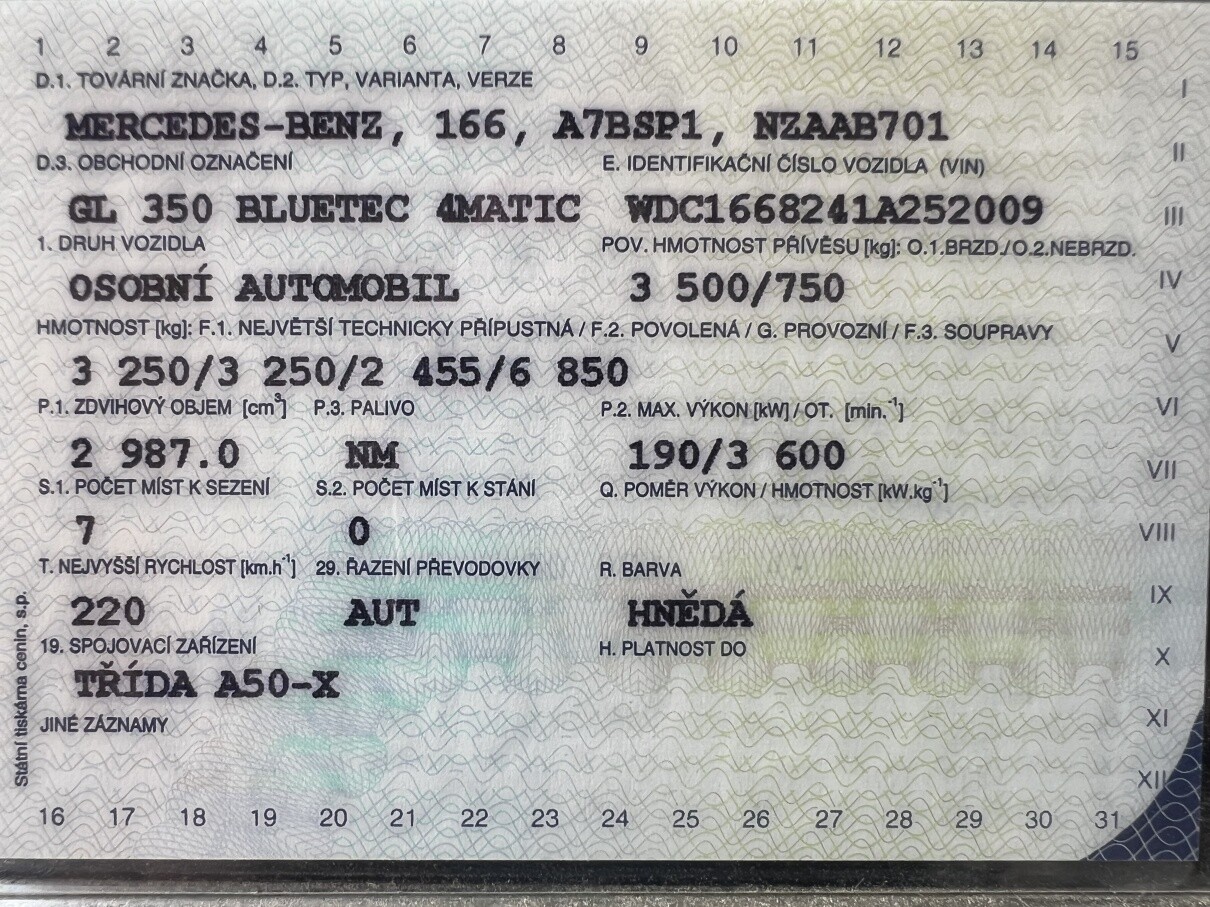 1 2 3 4 5 6 7 8 9 10 11 12 13 14 15
D.1. TOVÁRNÍ ZNAČKA, D.2. TYP, VARIANTA, VERZE
I
MERCEDES-BENZ, 166, A7BSP1, NZAAB701
D.3. OBCHODNÍ OZNAČENÍ E. IDENTIFIKAČNÍ ČÍSLO VOZIDLA (VIN)
II
GL 350 BLUETEC 4MATIC WDC1668241A252009
III
1. DRUH VOZIDLA POV. HMOTNOST PŘÍVĚSU [kg]: O.1.BRZD./O.2.NEBRZD.
OSOBNÍ AUTOMOBIL 3 500/750
IV
HMOTNOST [kg]: F.1. NEJVĚTŠÍ TECHNICKY PŘÍPUSTNÁ / F.2. POVOLENÁ / G. PROVOZNÍ / F.3. SOUPRAVY
V
3 250/3 250/2 455/6 850
P.1. ZDVIHOVÝ OBJEM [cm³] P.3. PALIVO P.2. MAX. VÝKON [kW] / OT. [min.⁻¹]
VI
2 987.0 NM 190/3 600
VII
S.1. POČET MÍST K SEZENÍ S.2. POČET MÍST K STÁNÍ Q. POMĚR VÝKON / HMOTNOST [kW.kg⁻¹]
7 0
VIII
T. NEJVYŠŠÍ RYCHLOST [km.h⁻¹] 29. ŘAZENÍ PŘEVODOVKY R. BARVA
IX
220 AUT HNĚDÁ
19. SPOJOVACÍ ZAŘÍZENÍ H. PLATNOST DO
X
TŘÍDA A50-X
XI
JINÉ ZÁZNAMY
XII
Státní tiskárna cenin, s.p.
16 17 18 19 20 21 22 23 24 25 26 27 28 29 30 31